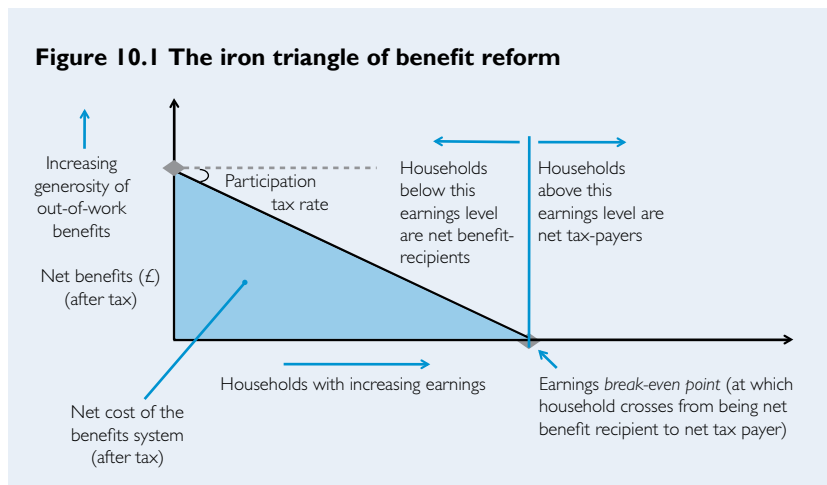 Figure 10.1 The iron triangle of benefit reform
Increasing
generosity of
out-of-work
benefits
Net benefits (£)
(after tax)
Participation
tax rate
Households
below this
earnings level
are net benefit-
recipients
Households
above this
earnings level are
net tax-payers
Households with increasing earnings
Net cost of the
benefits system
(after tax)
Earnings break-even point (at which
household crosses from being net
benefit recipient to net tax payer)